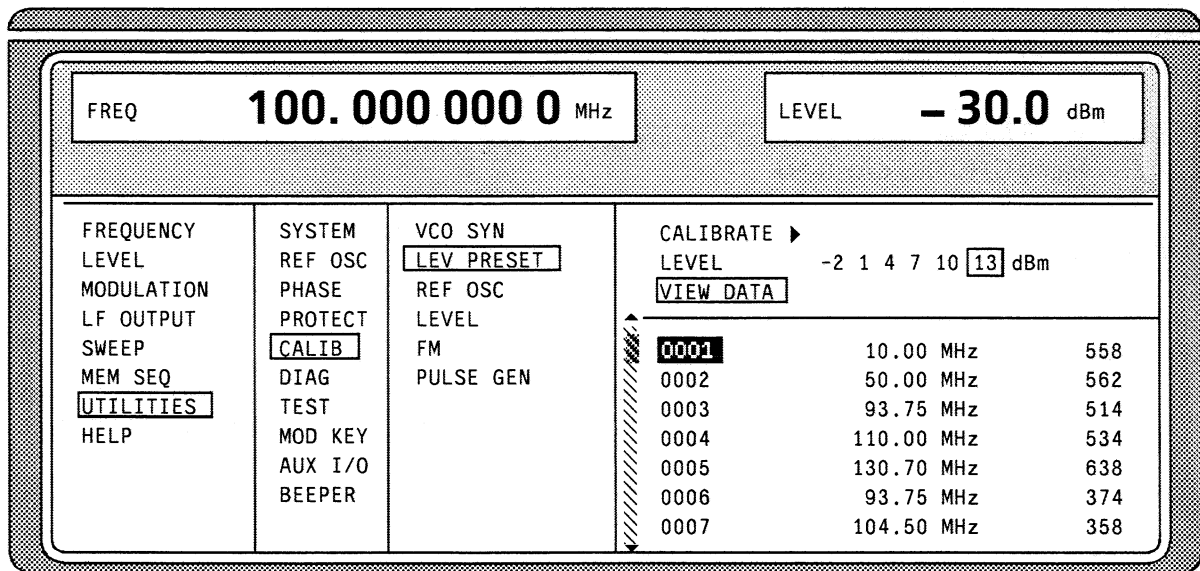 FREQ 100. 000 000 0 MHz
LEVEL – 30.0 dBm
FREQUENCY
LEVEL
MODULATION
LF OUTPUT
SWEEP
MEM SEQ
UTILITIES
HELP
SYSTEM
REF OSC
PHASE
PROTECT
CALIB
DIAG
TEST
MOD KEY
AUX I/O
BEEPER
VCO SYN
LEV PRESET
REF OSC
LEVEL
FM
PULSE GEN
CALIBRATE ▶
LEVEL -2 1 4 7 10 13 dBm
VIEW DATA
0001 10.00 MHz 558
0002 50.00 MHz 562
0003 93.75 MHz 514
0004 110.00 MHz 534
0005 130.70 MHz 638
0006 93.75 MHz 374
0007 104.50 MHz 358